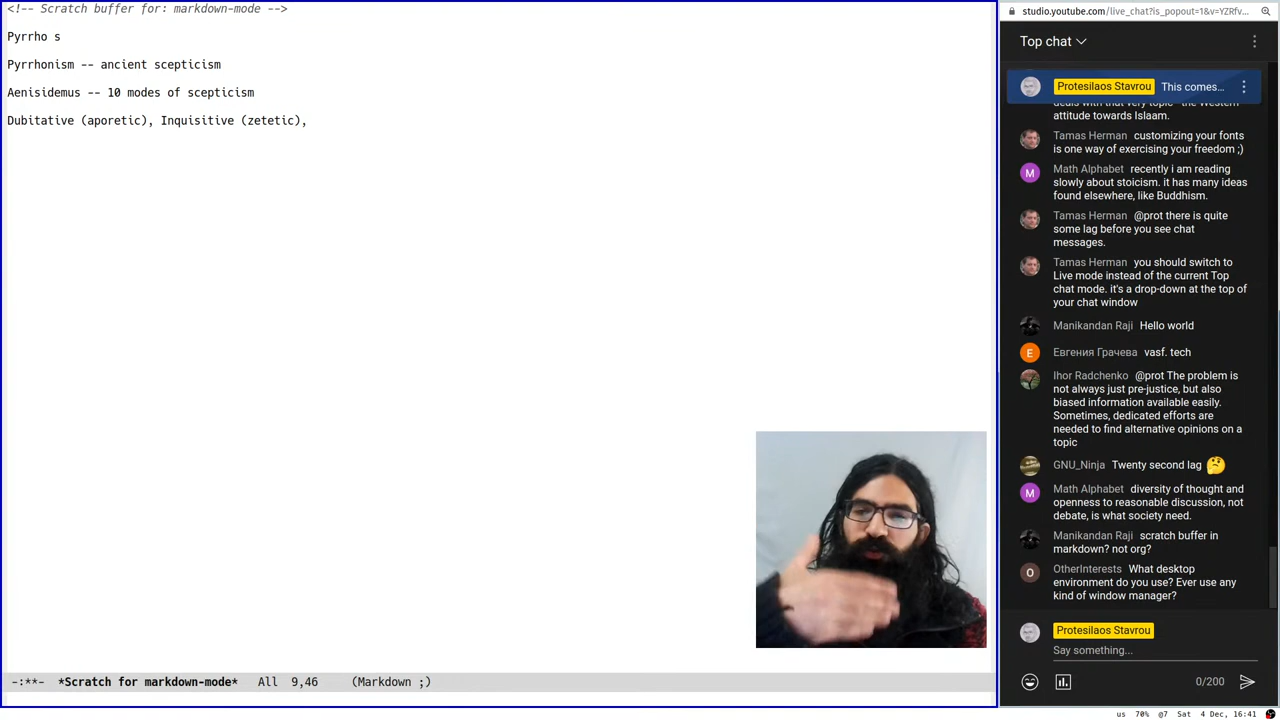 <!-- Scratch buffer for: markdown-mode -->
Pyrrho s
Pyrrhonism -- ancient scepticism
Aenisidemus -- 10 modes of scepticism
Dubitative (aporetic), Inquisitive (zetetic),
-:**- *Scratch for markdown-mode* All 9,46 (Markdown ;)
studio.youtube.com/live_chat?is_popout=1&v=YZRfv...
Top chat
Protesilaos Stavrou This comes...
deals with that very topic - the Western
attitude towards Islaam.
Tamas Herman customizing your fonts
is one way of exercising your freedom ;)
M Math Alphabet recently i am reading
slowly about stoicism. it has many ideas
found elsewhere, like Buddhism.
Tamas Herman @prot there is quite
some lag before you see chat
messages.
Tamas Herman you should switch to
Live mode instead of the current Top
chat mode. it's a drop-down at the top of
your chat window
Manikandan Raji Hello world
Е Евгения Грачева vasf. tech
Ihor Radchenko @prot The problem is
not always just pre-justice, but also
biased information available easily.
Sometimes, dedicated efforts are
needed to find alternative opinions on a
topic
GNU_Ninja Twenty second lag 🤔
M Math Alphabet diversity of thought and
openness to reasonable discussion, not
debate, is what society need.
Manikandan Raji scratch buffer in
markdown? not org?
O OtherInterests What desktop
environment do you use? Ever use any
kind of window manager?
Protesilaos Stavrou
Say something...
0/200
us 70% @7 Sat 4 Dec, 16:41